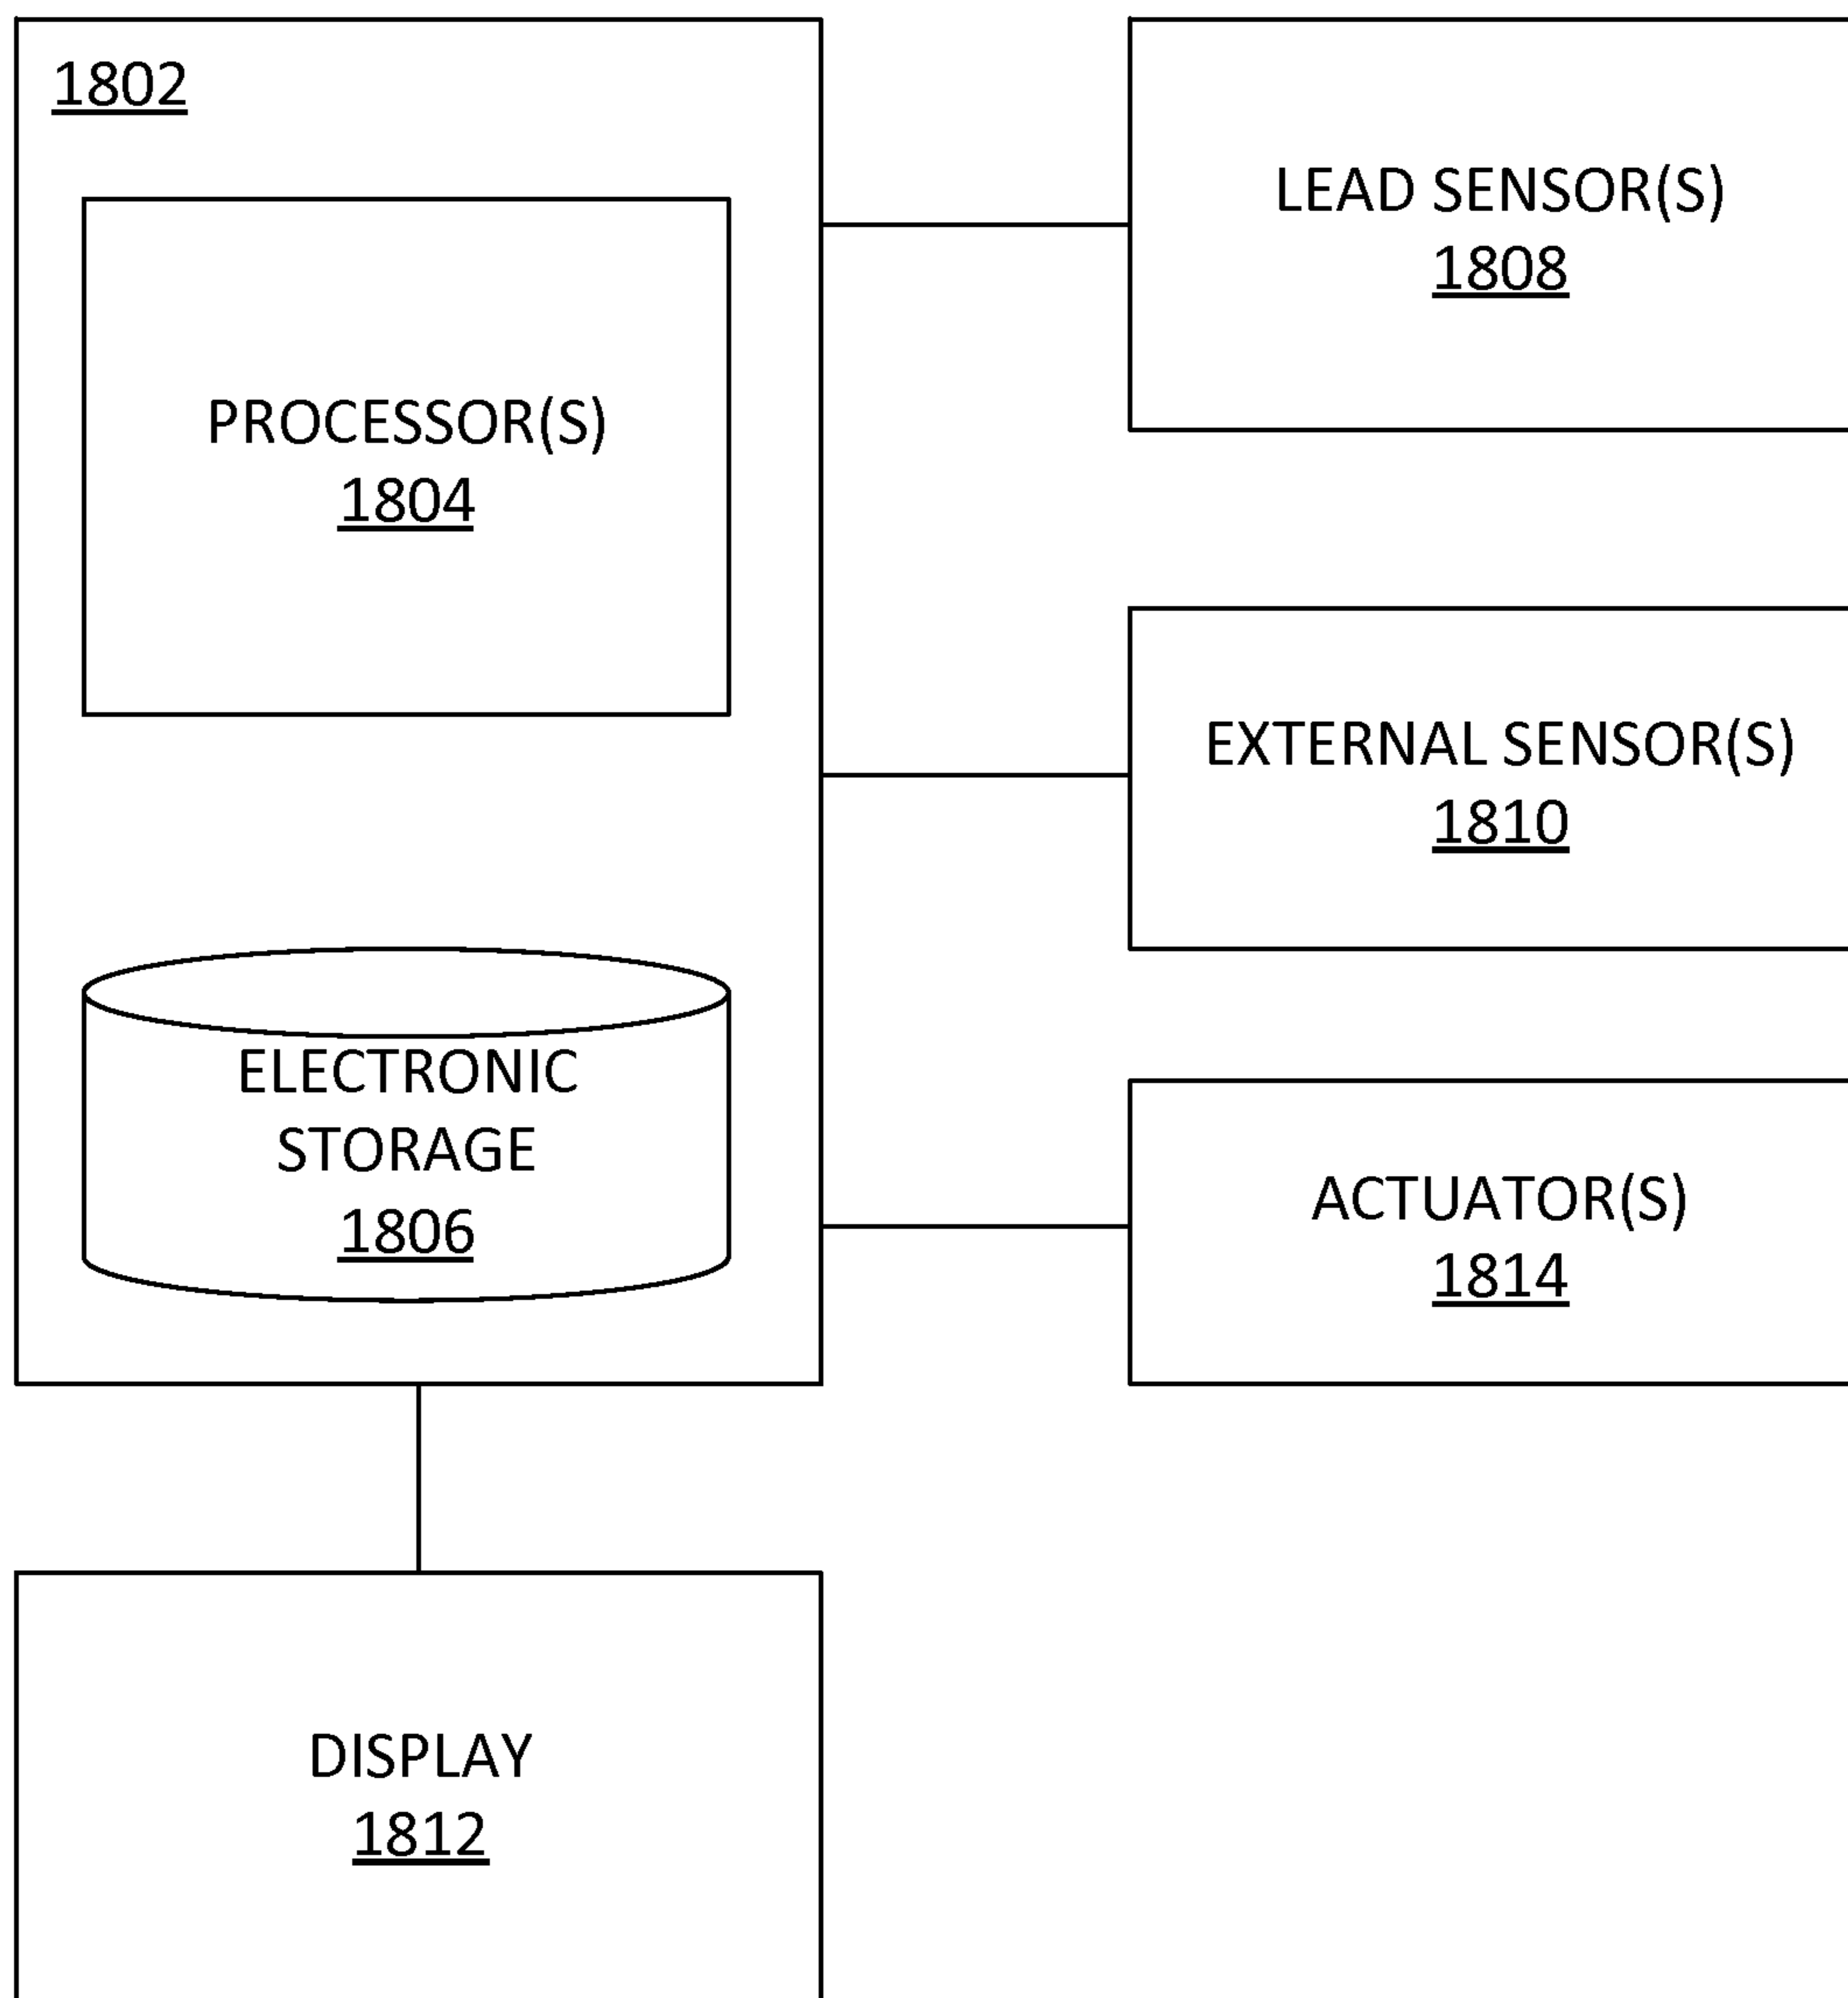 1802
PROCESSOR(S)
1804
ELECTRONIC
STORAGE
1806
LEAD SENSOR(S)
1808
EXTERNAL SENSOR(S)
1810
ACTUATOR(S)
1814
DISPLAY
1812